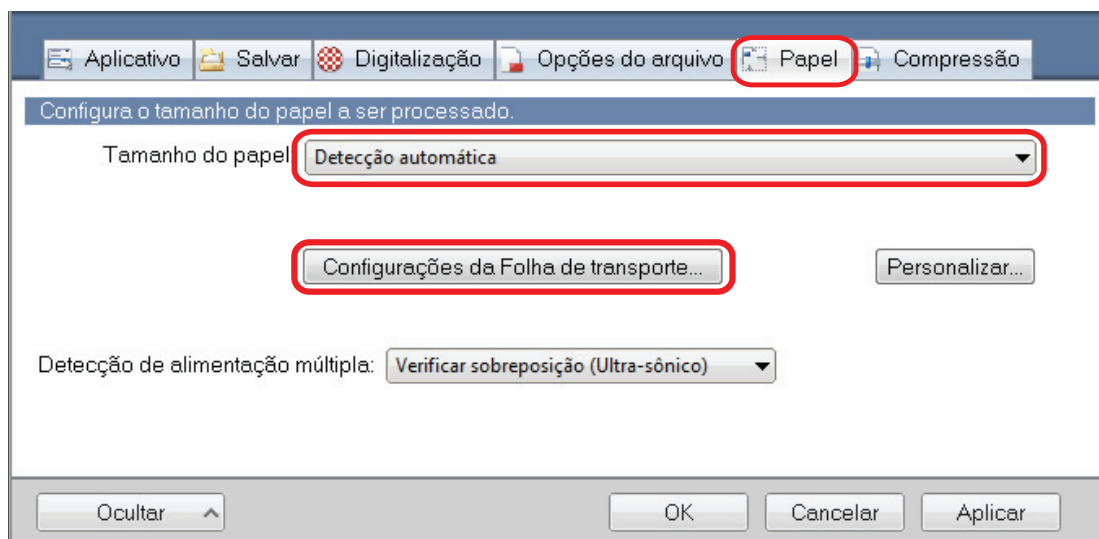 Aplicativo Salvar Digitalização Opções do arquivo Papel Compressão
Configura o tamanho do papel a ser processado.
Tamanho do papel: Detecção automática
Configurações da Folha de transporte... Personalizar...
Detecção de alimentação múltipla: Verificar sobreposição (Ultra-sônico)
Ocultar OK Cancelar Aplicar